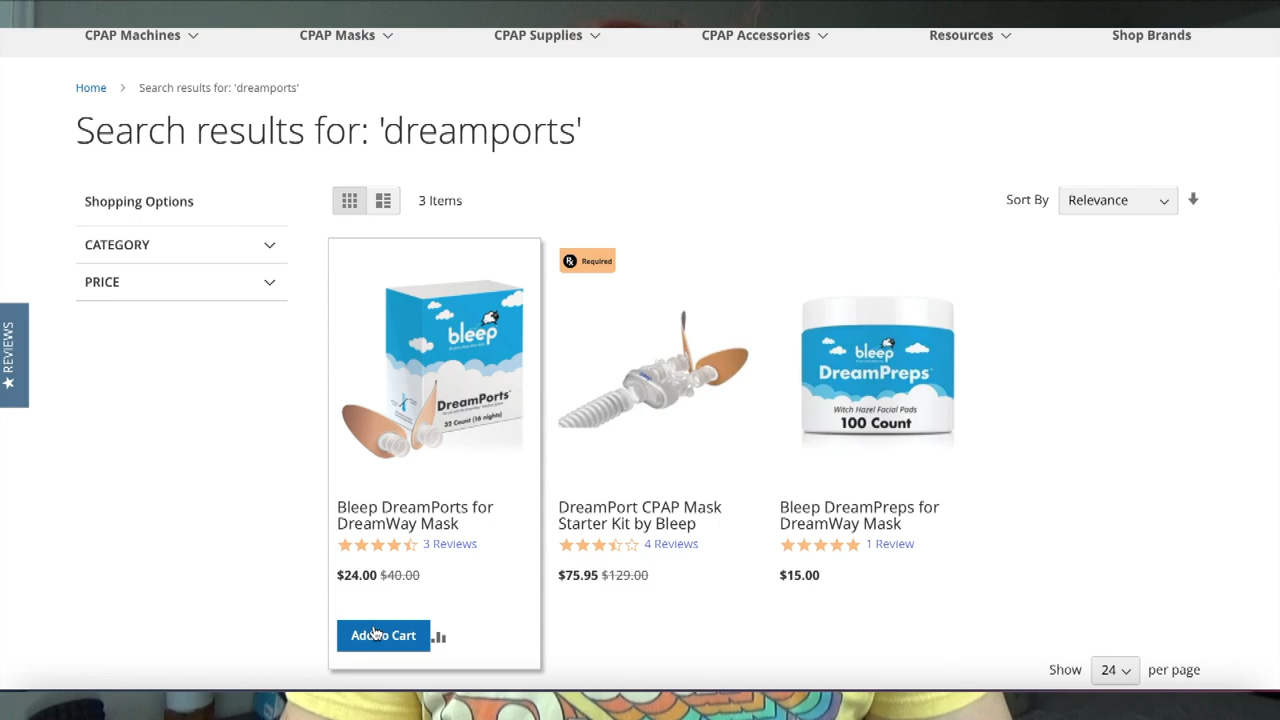 CPAP Machines
CPAP Masks
CPAP Supplies
CPAP Accessories
Resources
Shop Brands
Home
Search results for: 'dreamports'
Search results for: 'dreamports'
Shopping Options
3 Items
Sort By
Relevance
CATEGORY
PRICE
★ REVIEWS
bleep
DreamPorts™
32 Count (16 nights)
Rx Required
bleep
DreamPreps™
Witch Hazel Facial Pads
100 Count
Bleep DreamPorts for
DreamWay Mask
3 Reviews
$24.00 $40.00
Add to Cart
DreamPort CPAP Mask
Starter Kit by Bleep
4 Reviews
$75.95 $129.00
Bleep DreamPreps for
DreamWay Mask
1 Review
$15.00
Show
24
per page